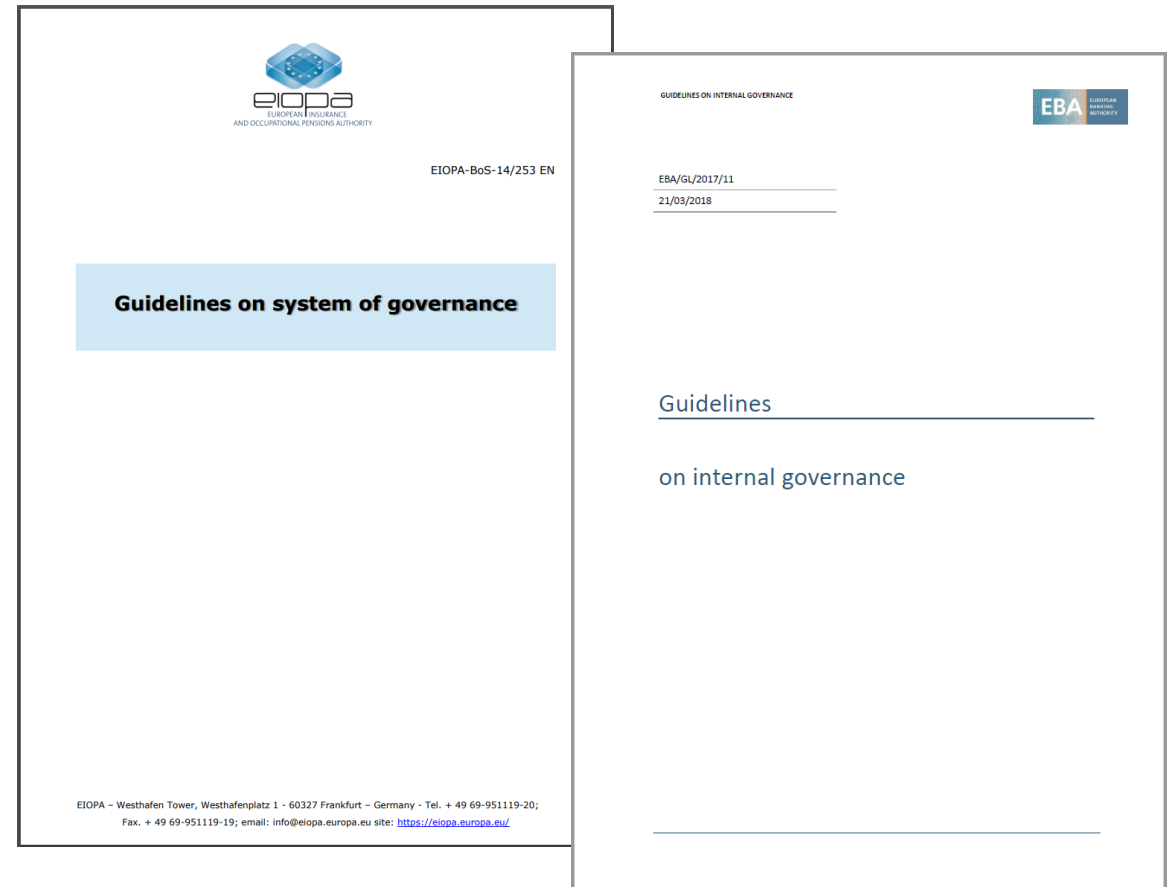 eiopa
EUROPEAN INSURANCE
AND OCCUPATIONAL PENSIONS AUTHORITY
EIOPA-BoS-14/253 EN
Guidelines on system of governance
EIOPA – Westhafen Tower, Westhafenplatz 1 - 60327 Frankfurt – Germany - Tel. + 49 69-951119-20;
Fax. + 49 69-951119-19; email: info@eiopa.europa.eu site: https://eiopa.europa.eu/
GUIDELINES ON INTERNAL GOVERNANCE
EBA
EUROPEAN
BANKING
AUTHORITY
EBA/GL/2017/11
21/03/2018
Guidelines
on internal governance